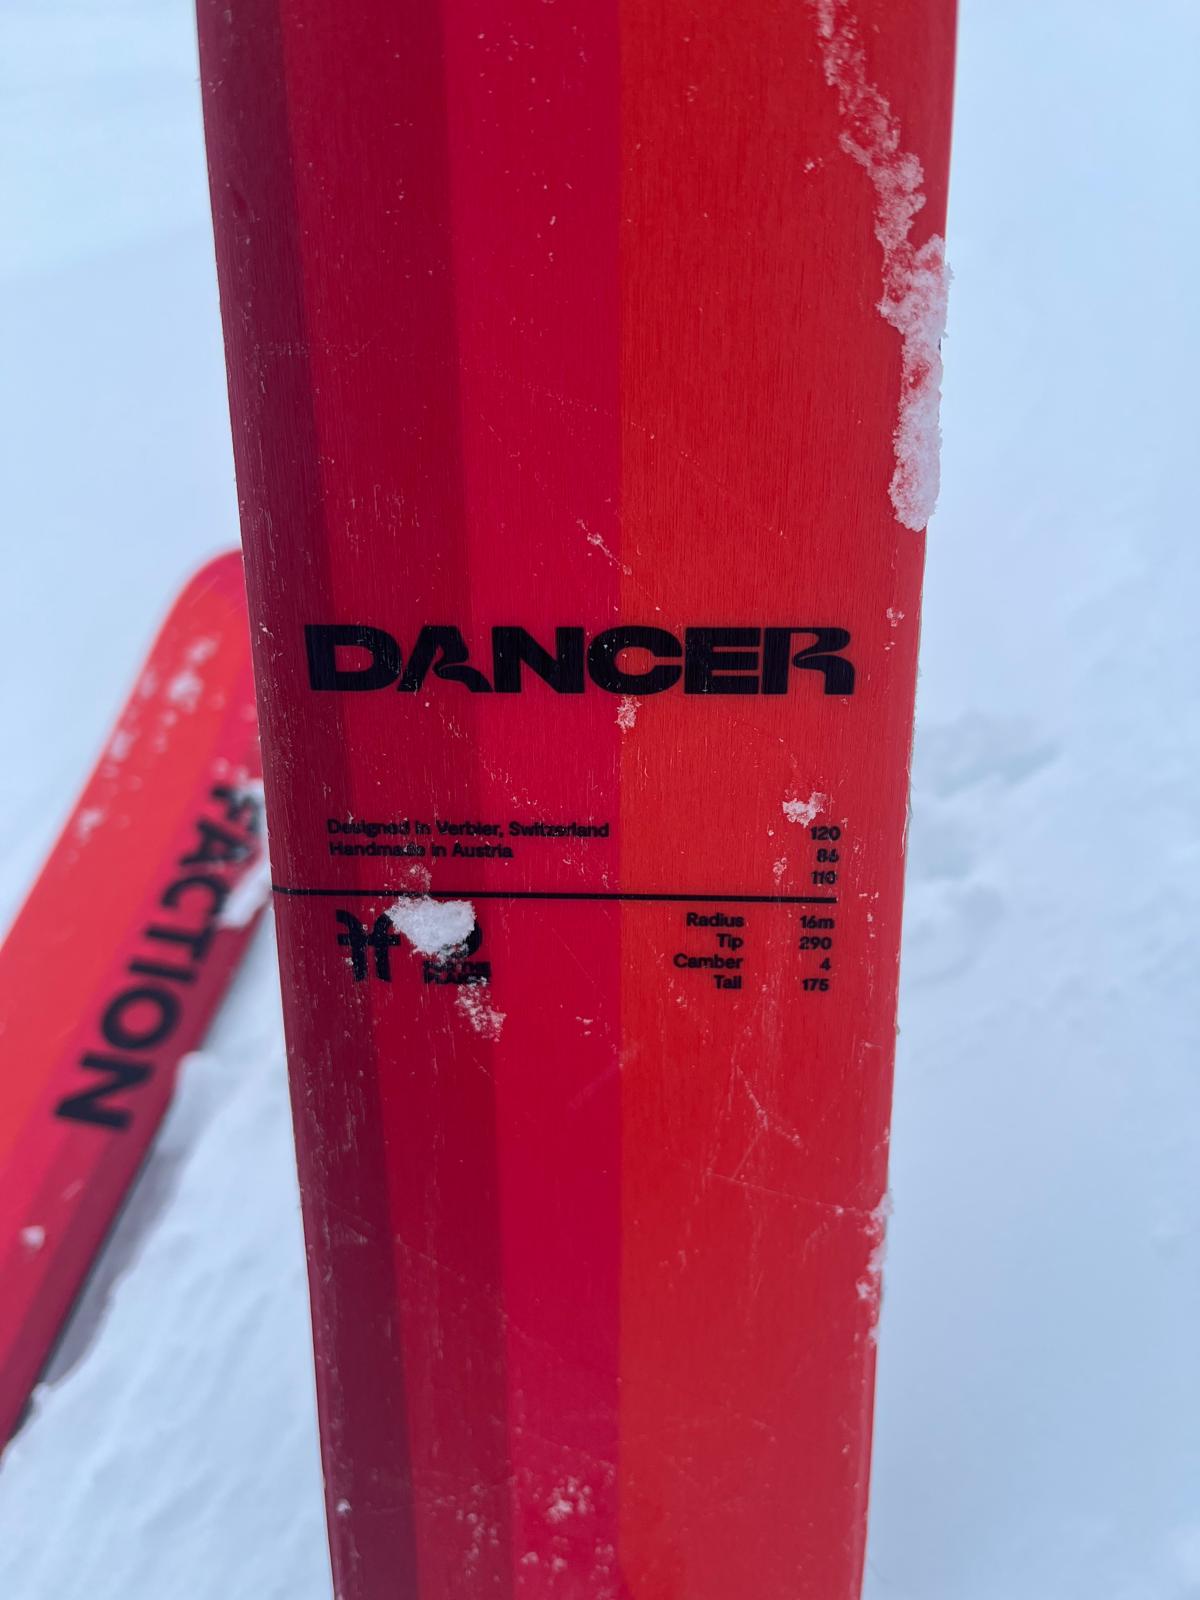 DANCER
Designed in Verbier, Switzerland
Handmade in Austria
120
86
110
Radius 16m
Tip 290
Camber 4
Tail 175
FACTION